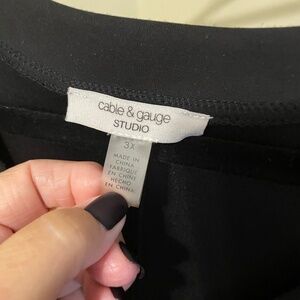 cable & gauge
STUDIO
3X
MADE IN
CHINA
FABRIQUÉ
EN CHINE
HECHO
EN CHINA